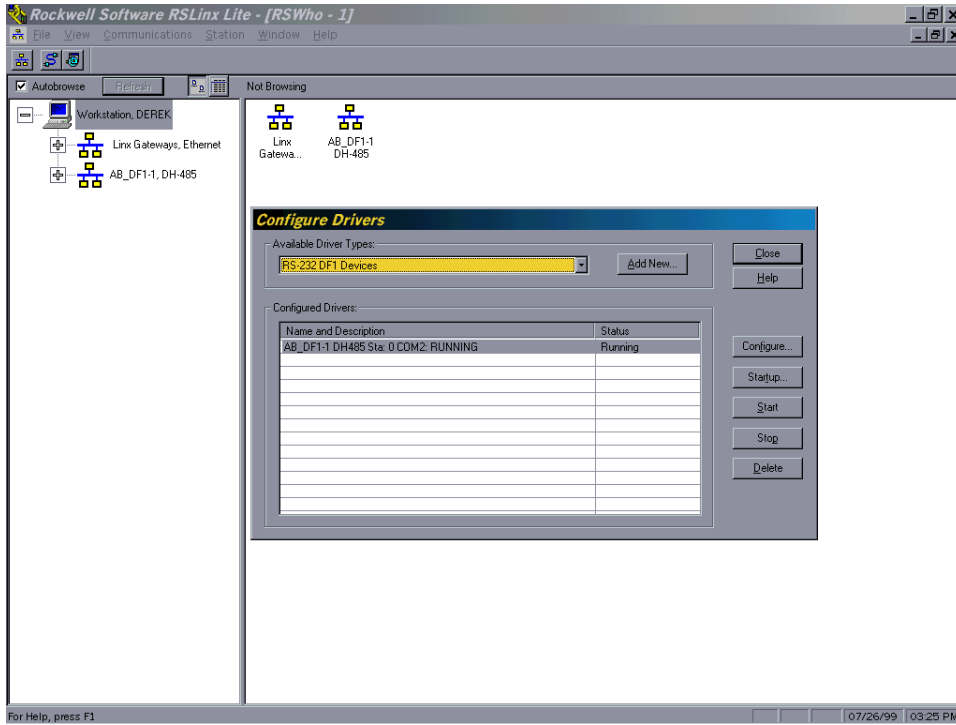 Rockwell Software RSLinx Lite - [RSWho - 1]
File View Communications Station Window Help
Autobrowse Refresh Not Browsing
Workstation, DEREK
Linx Gateways, Ethernet
AB_DF1-1, DH-485
Linx
Gatewa...
AB_DF1-1
DH-485
Configure Drivers
Available Driver Types:
RS-232 DF1 Devices
Add New...
Close
Help
Configured Drivers:
Name and Description Status
AB_DF1-1 DH485 Sta: 0 COM2: RUNNING Running
Configure...
Startup...
Start
Stop
Delete
For Help, press F1 07/26/99 03:25 PM